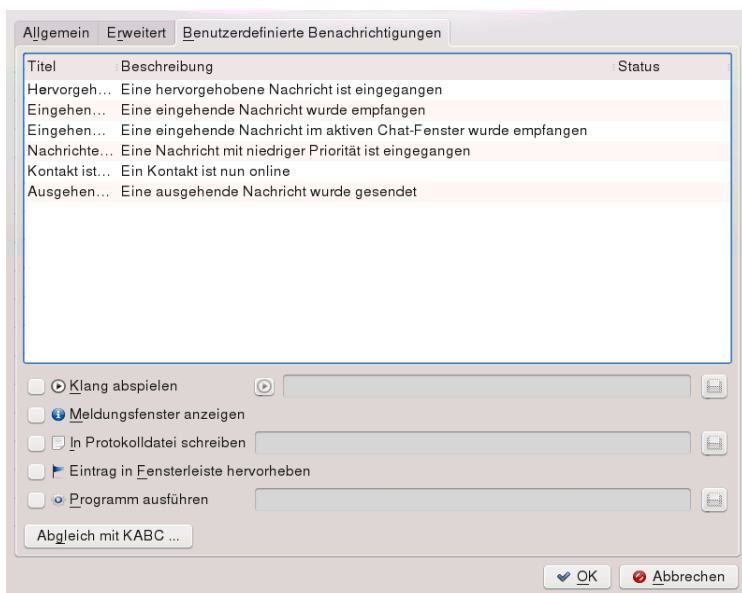 Allgemein Erweitert Benutzerdefinierte Benachrichtigungen
Titel Beschreibung Status
Hervorgeh... Eine hervorgehobene Nachricht ist eingegangen
Eingehen... Eine eingehende Nachricht wurde empfangen
Eingehen... Eine eingehende Nachricht im aktiven Chat-Fenster wurde empfangen
Nachrichte... Eine Nachricht mit niedriger Priorität ist eingegangen
Kontakt ist... Ein Kontakt ist nun online
Ausgehen... Eine ausgehende Nachricht wurde gesendet
Klang abspielen
Meldungsfenster anzeigen
In Protokolldatei schreiben
Eintrag in Fensterleiste hervorheben
Programm ausführen
Abgleich mit KABC ...
OK Abbrechen